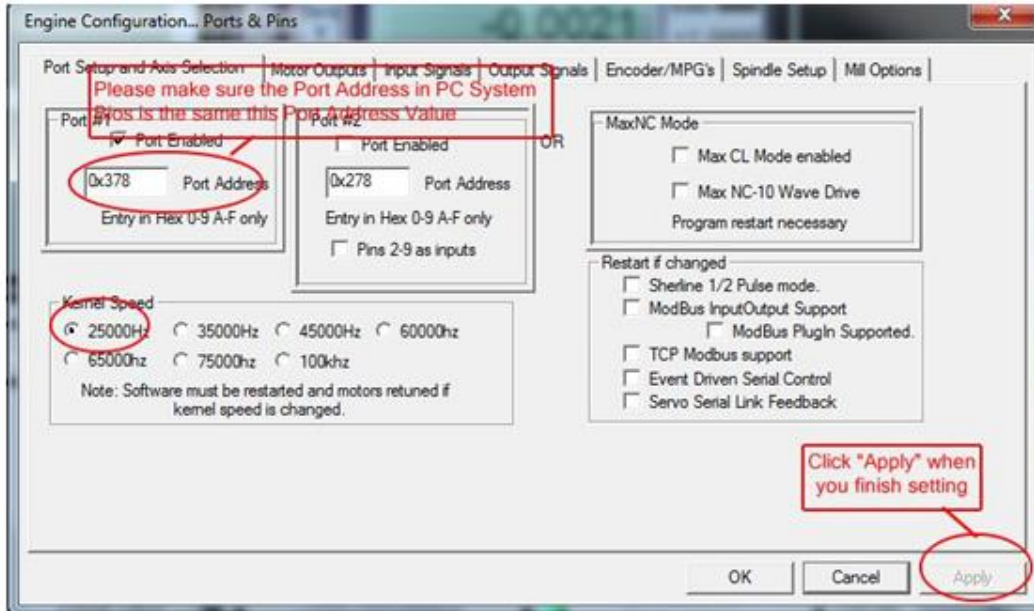 Engine Configuration... Ports & Pins
-0.0021
Port Setup and Axis Selection | Motor Outputs | Input Signals | Output Signals | Encoder/MPG's | Spindle Setup | Mill Options
Please make sure the Port Address in PC System
Bios is the same this Port Address Value
Port #1
Port Enabled
0x378 Port Address
Entry in Hex 0-9 A-F only
Port #2
Port Enabled
0x278 Port Address
Entry in Hex 0-9 A-F only
Pins 2-9 as inputs
OR
MaxNC Mode
Max CL Mode enabled
Max NC-10 Wave Drive
Program restart necessary
Restart if changed
Sherline 1/2 Pulse mode.
ModBus InputOutput Support
ModBus PlugIn Supported.
TCP Modbus support
Event Driven Serial Control
Servo Serial Link Feedback
Kernel Speed
25000Hz 35000Hz 45000Hz 60000hz
65000hz 75000hz 100khz
Note: Software must be restarted and motors retuned if
kernel speed is changed.
Click "Apply" when
you finish setting
OK Cancel Apply